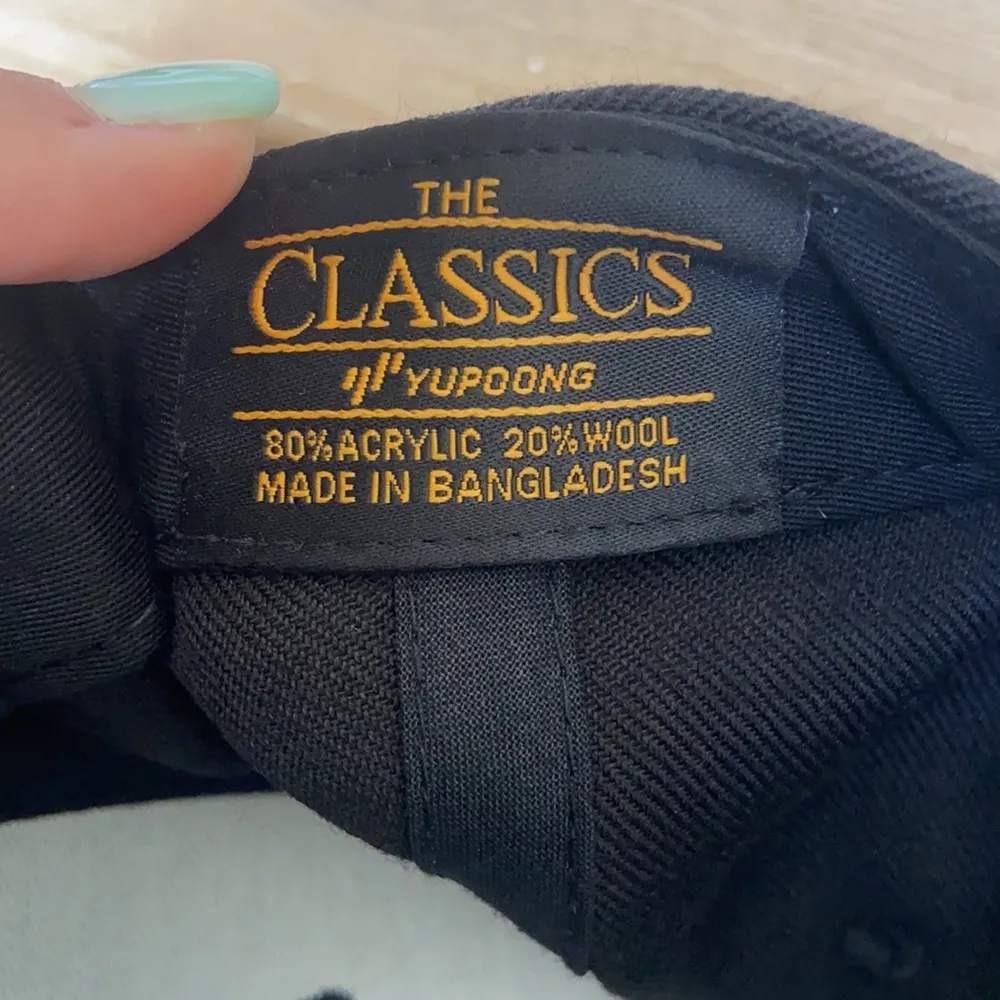 THE
CLASSICS
YUPOONG
80% ACRYLIC 20% WOOL
MADE IN BANGLADESH